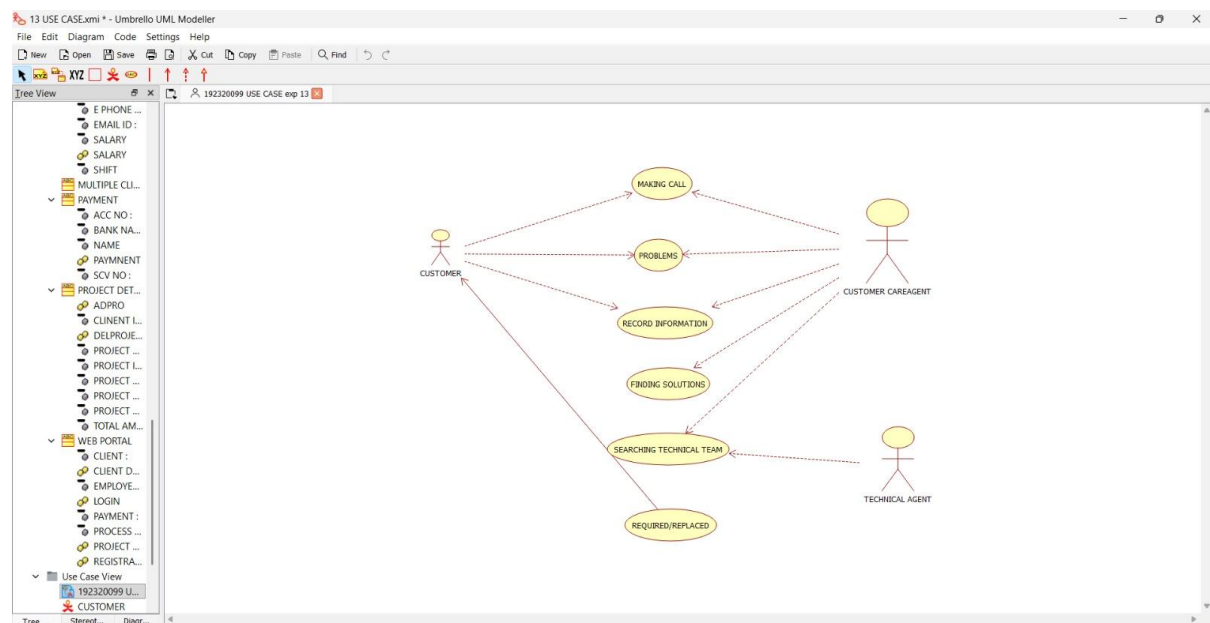 13 USE CASE.xmi * - Umbrello UML Modeller
File Edit Diagram Code Settings Help
New Open Save Cut Copy Paste Find
XYZ XYZ
Tree View
192320099 USE CASE exp 13
E PHONE ...
EMAIL ID :
SALARY
SALARY
SHIFT
MULTIPLE CLI...
PAYMENT
ACC NO :
BANK NA...
NAME
PAYMNENT
SCV NO :
PROJECT DET...
ADPRO
CLINENT I...
DELPROJE...
PROJECT ...
PROJECT I...
PROJECT ...
PROJECT ...
PROJECT ...
TOTAL AM...
WEB PORTAL
CLIENT :
CLIENT D...
EMPLOYE...
LOGIN
PAYMENT :
PROCESS ...
PROJECT ...
REGISTRA...
Use Case View
192320099 U...
CUSTOMER
Tree ... Stereot... Diagr...
MAKING CALL
PROBLEMS
CUSTOMER
CUSTOMER CAREAGENT
RECORD INFORMATION
FINDING SOLUTIONS
SEARCHING TECHNICAL TEAM
TECHNICAL AGENT
REQUIRED/REPLACED